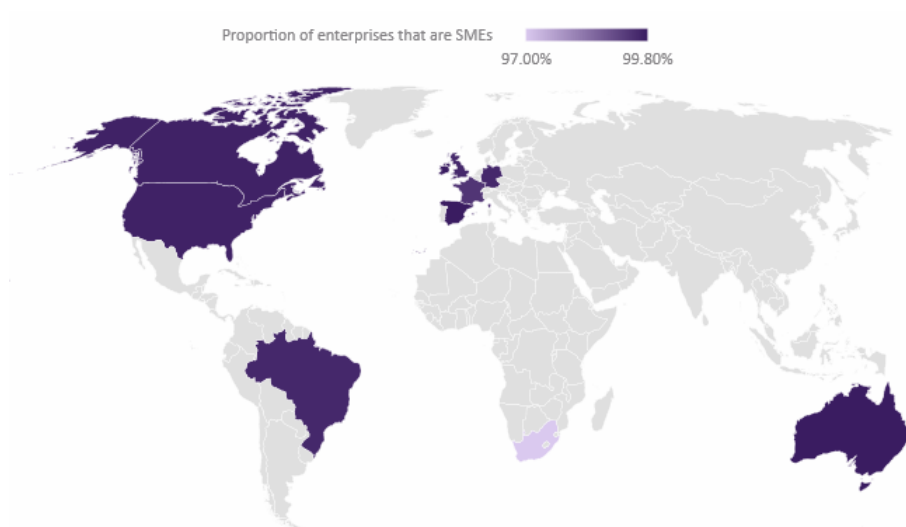 Proportion of enterprises that are SMEs
97.00% 99.80%